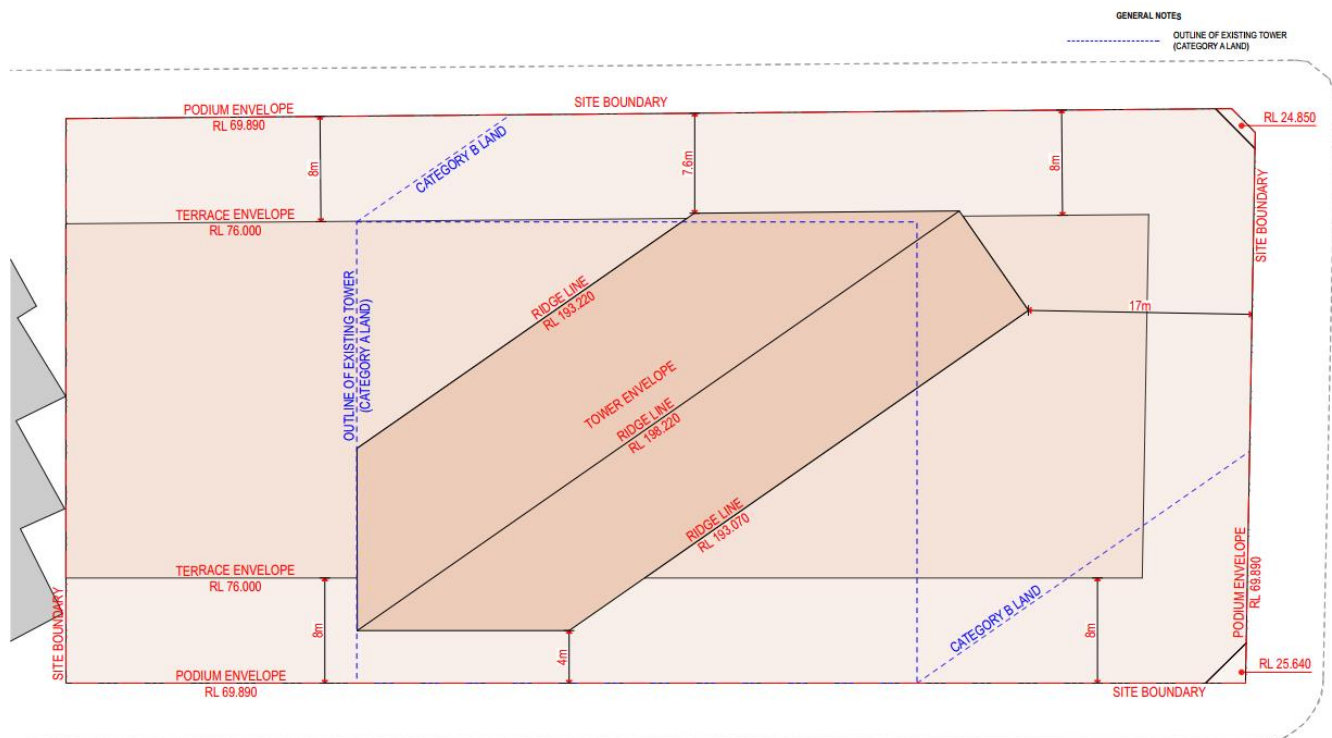 GENERAL NOTES
OUTLINE OF EXISTING TOWER
(CATEGORY A LAND)
SITE BOUNDARY
PODIUM ENVELOPE
RL 69.890
RL 24.850
CATEGORY B LAND
8m
7.6m
8m
TERRACE ENVELOPE
RL 76.000
SITE BOUNDARY
OUTLINE OF EXISTING TOWER
(CATEGORY A LAND)
RIDGE LINE
RL 193.220
17m
TOWER ENVELOPE
RIDGE LINE
RL 198.220
RIDGE LINE
RL 193.070
TERRACE ENVELOPE
RL 76.000
PODIUM ENVELOPE
RL 69.890
CATEGORY B LAND
SITE BOUNDARY
8m
4m
8m
RL 25.640
PODIUM ENVELOPE
RL 69.890
SITE BOUNDARY